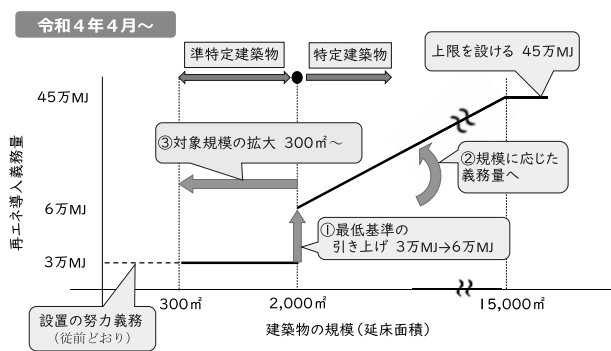 令和4年4月～
準特定建築物
特定建築物
上限を設ける 45万MJ
45万MJ
③対象規模の拡大 300㎡～
②規模に応じた
義務量へ
再エネ導入義務量
6万MJ
①最低基準の
引き上げ 3万MJ→6万MJ
3万MJ
設置の努力義務
(従前どおり)
300㎡
2,000㎡
15,000㎡
建築物の規模(延床面積)